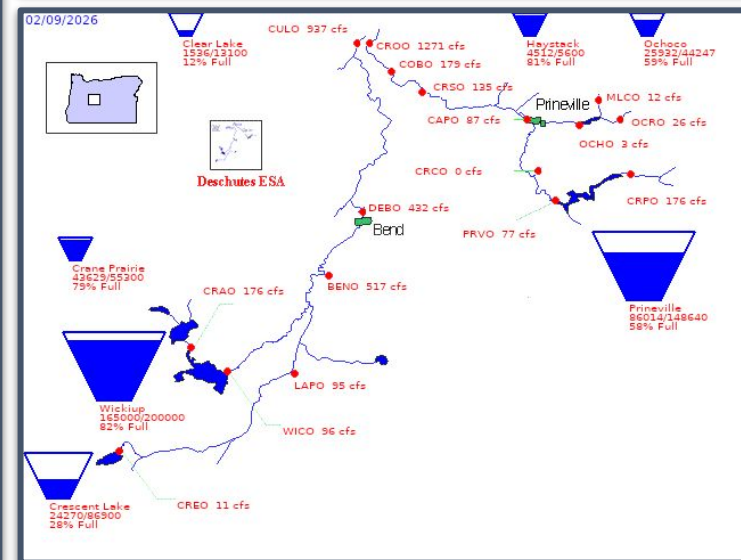 02/09/2026
Clear Lake
1536/13100
12% Full
CULO 937 cfs
CROO 1271 cfs
COBO 179 cfs
CRSO 135 cfs
Haystack
4512/5600
81% Full
Ochoco
25932/44247
59% Full
Prineville
MLCO 12 cfs
CAPO 87 cfs
OCRO 26 cfs
OCHO 3 cfs
CRCO 0 cfs
CRPO 176 cfs
PRVO 77 cfs
Deschutes ESA
DEBO 432 cfs
Bend
Prineville
86014/148640
58% Full
Crane Prairie
43629/55300
79% Full
CRAO 176 cfs
BENO 517 cfs
LAPO 95 cfs
Wickiup
165000/200000
82% Full
WICO 96 cfs
Crescent Lake
24270/86900
28% Full
CREO 11 cfs